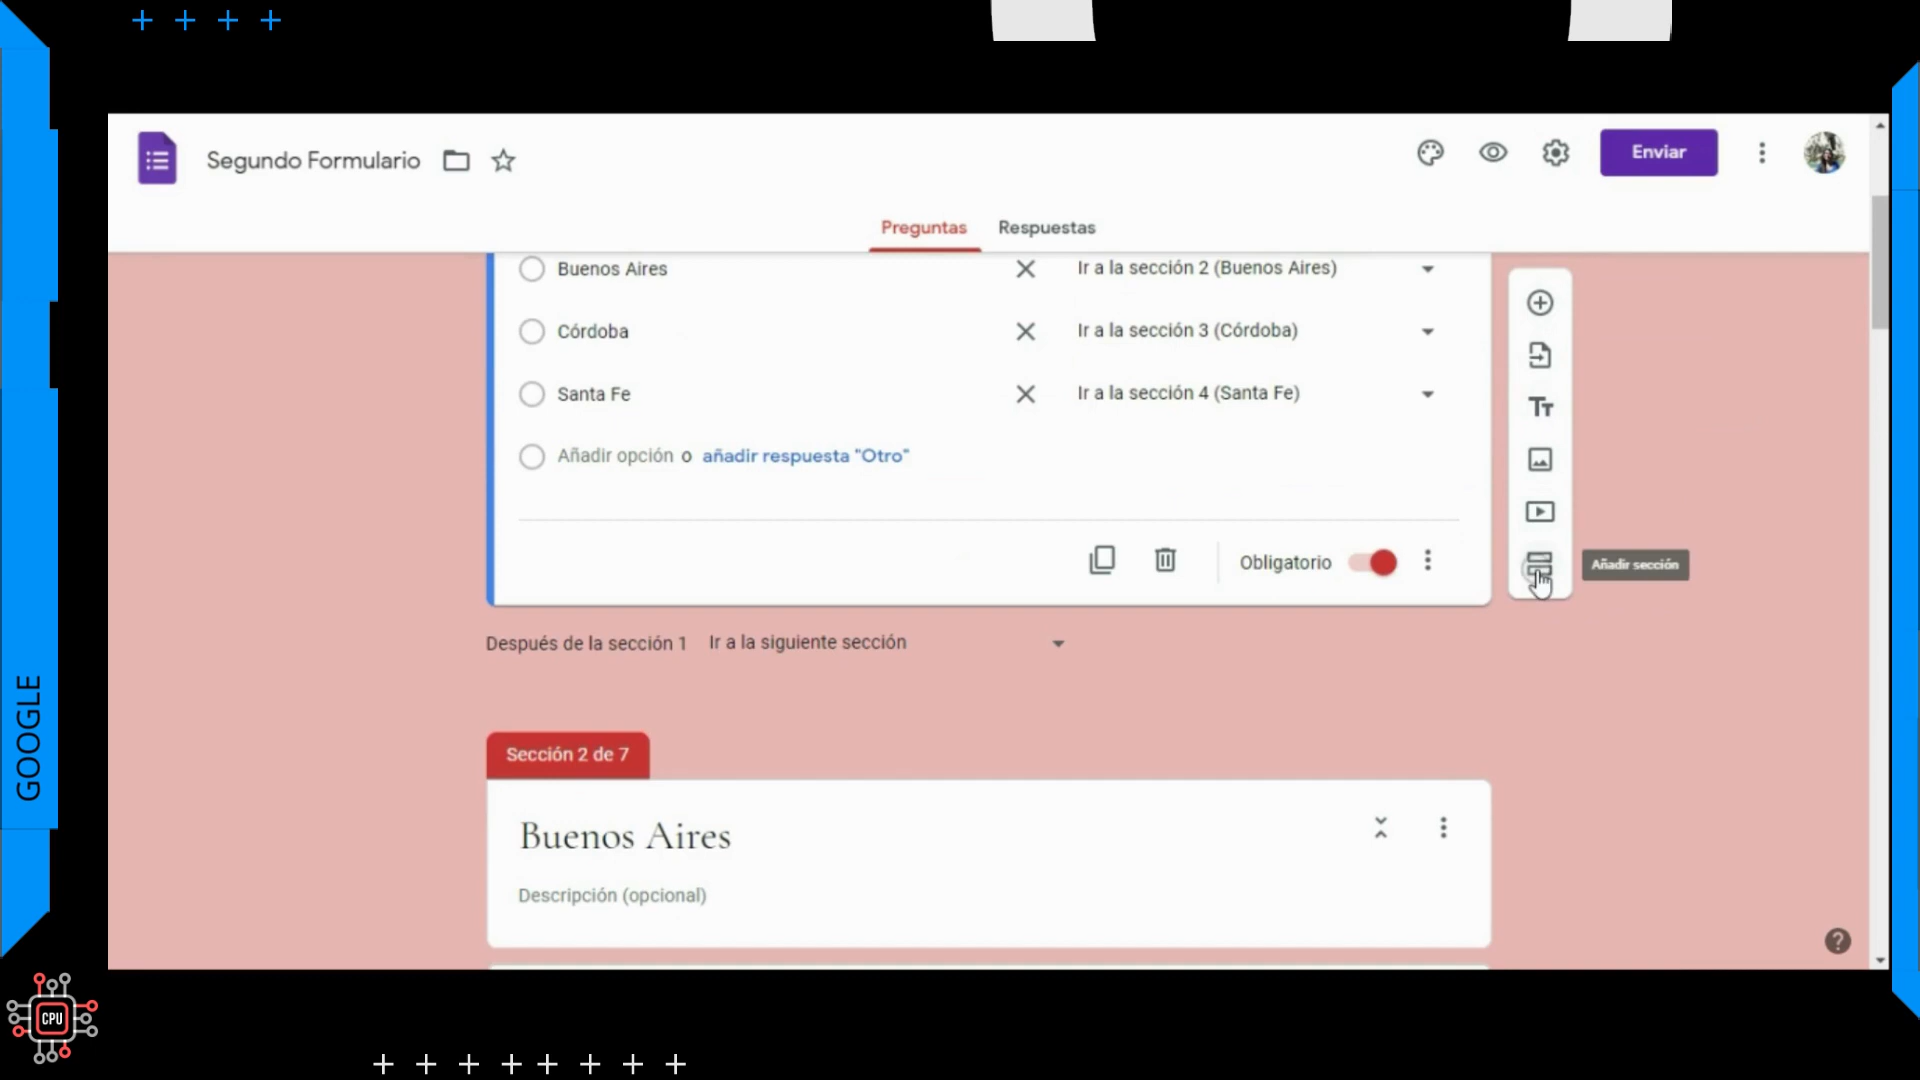 Segundo Formulario
Enviar
Preguntas Respuestas
Buenos Aires Ir a la sección 2 (Buenos Aires)
Córdoba Ir a la sección 3 (Córdoba)
Santa Fe Ir a la sección 4 (Santa Fe)
Añadir opción o añadir respuesta "Otro"
Obligatorio
Añadir sección
Después de la sección 1 Ir a la siguiente sección
Sección 2 de 7
Buenos Aires
Descripción (opcional)
GOOGLE
CPU